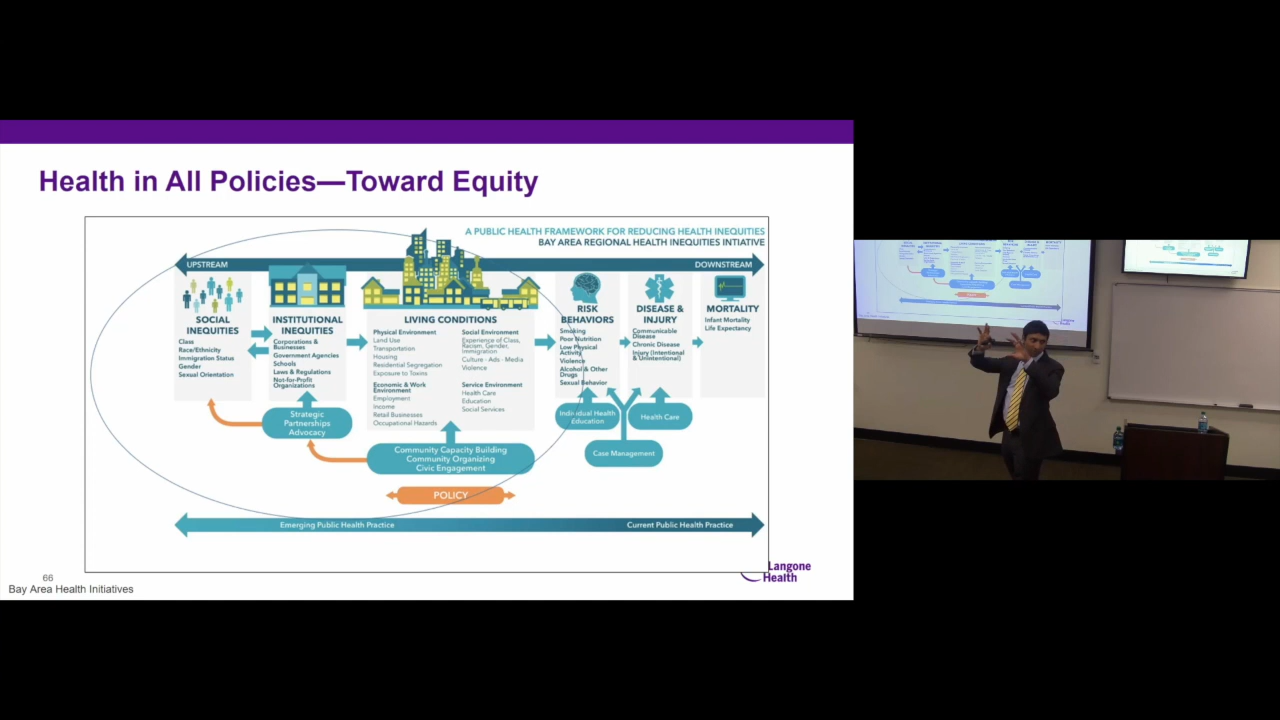 Health in All Policies—Toward Equity
A PUBLIC HEALTH FRAMEWORK FOR REDUCING HEALTH INEQUITIES
BAY AREA REGIONAL HEALTH INEQUITIES INTIATIVE
UPSTREAM
DOWNSTREAM
SOCIAL
INEQUITIES
Class
Race/Ethnicity
Immigration Status
Gender
Sexual Orientation
INSTITUTIONAL
INEQUITIES
Corporations &
Businesses
Government Agencies
Schools
Laws & Regulations
Not-for-Profit
Organizations
LIVING CONDITIONS
Physical Environment
Land Use
Transportation
Housing
Residential Segregation
Exposure to Toxins
Economic & Work
Environment
Employment
Income
Retail Businesses
Occupational Hazards
Social Environment
Experience of Class,
Racism, Gender,
Immigration
Culture - Ads - Media
Violence
Service Environment
Health Care
Education
Social Services
RISK
BEHAVIORS
Smoking
Poor Nutrition
Low Physical
Activity
Violence
Alcohol & Other
Drugs
Sexual Behavior
DISEASE &
INJURY
Communicable
Disease
Chronic Disease
Injury (Intentional
& Unintentional)
MORTALITY
Infant Mortality
Life Expectancy
Strategic
Partnerships
Advocacy
Community Capacity Building
Community Organizing
Civic Engagement
Individual Health
Education
Health Care
Case Management
POLICY
Emerging Public Health Practice
Current Public Health Practice
66
Bay Area Health Initiatives
Langone
Health